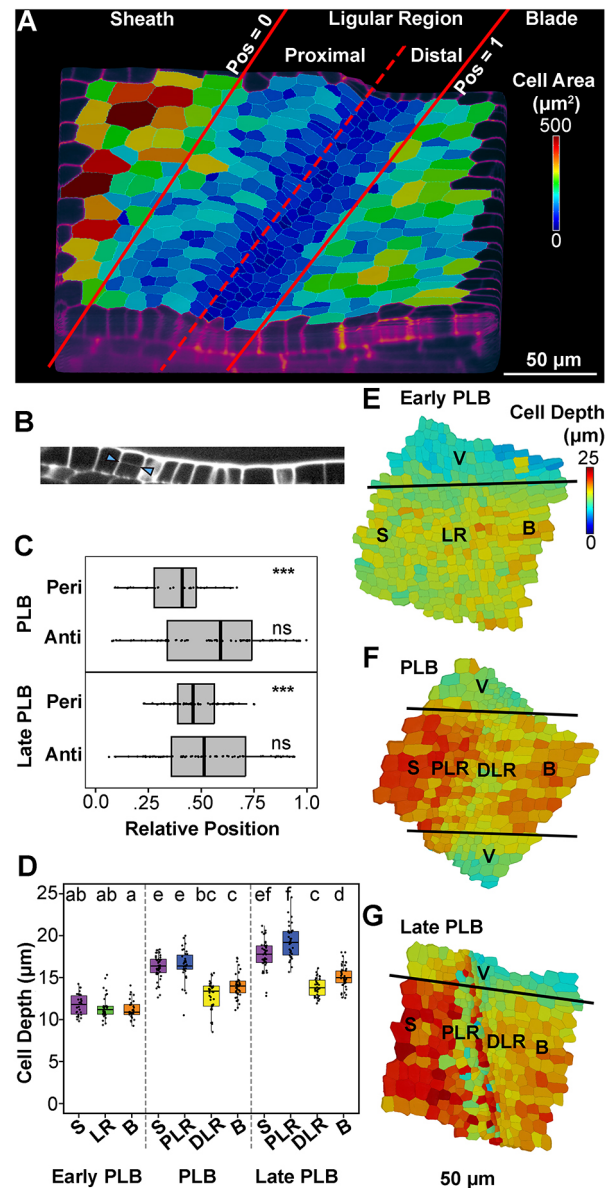 A
Sheath
Ligular Region
Blade
Pos = 0
Proximal
Distal
Pos = 1
Cell Area
(µm²)
500
0
50 µm
B
C
PLB
Peri
***
Anti
ns
Late PLB
Peri
***
Anti
ns
0.0 .25 .50 .75 1.0
Relative Position
D
Cell Depth (µm)
25
20
15
10
5
0
ab ab a e e bc c ef f c d
S LR B S PLR DLR B S PLR DLR B
Early PLB PLB Late PLB
E
Early PLB
Cell Depth
(µm)
25
0
V
S LR B
F
PLB
V
S PLR DLR B
V
G
Late PLB
V
S PLR DLR B
50 µm